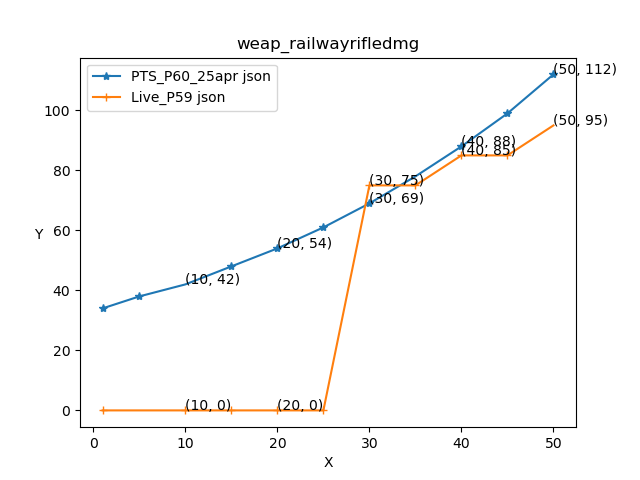 weap_railwayrifledmg
PTS_P60_25apr json
Live_P59 json
(50, 112)
(50, 95)
(40, 88)
(40, 85)
(30, 75)
(30, 69)
(20, 54)
(10, 42)
(10, 0)
(20, 0)
Y
100
80
60
40
20
0
0 10 20 30 40 50
X